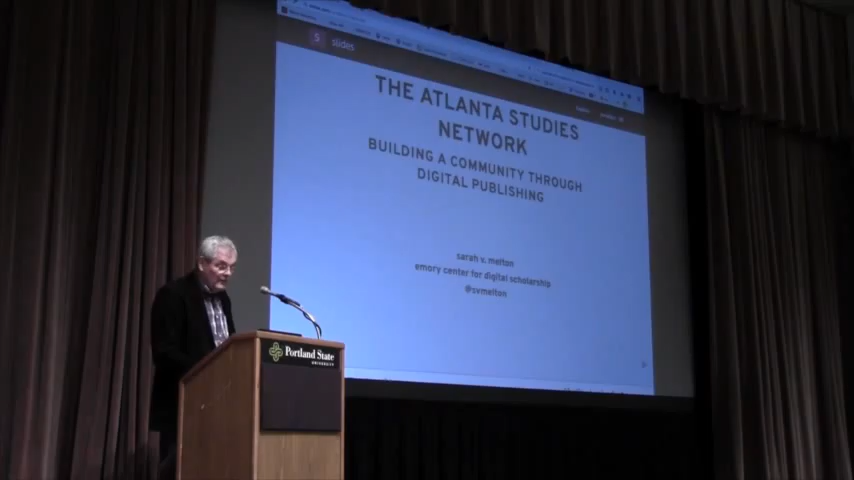 S slides
THE ATLANTA STUDIES
NETWORK
BUILDING A COMMUNITY THROUGH
DIGITAL PUBLISHING
sarah v. melton
emory center for digital scholarship
@svmelton
Portland State
UNIVERSITY